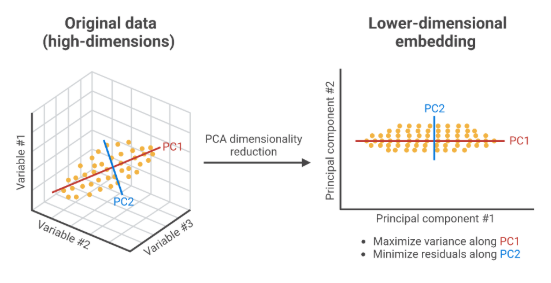 Original data
(high-dimensions)
Variable #1
Variable #2
Variable #3
PC1
PC2
PCA dimensionality
reduction
Lower-dimensional
embedding
Principal component #2
PC2
PC1
Principal component #1
• Maximize variance along PC1
• Minimize residuals along PC2